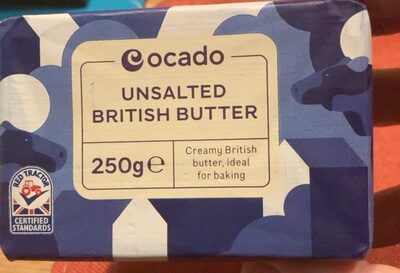 ocado
UNSALTED
BRITISH BUTTER
250g℮
Creamy British
butter, ideal
for baking
RED TRACTOR
CERTIFIED
STANDARDS